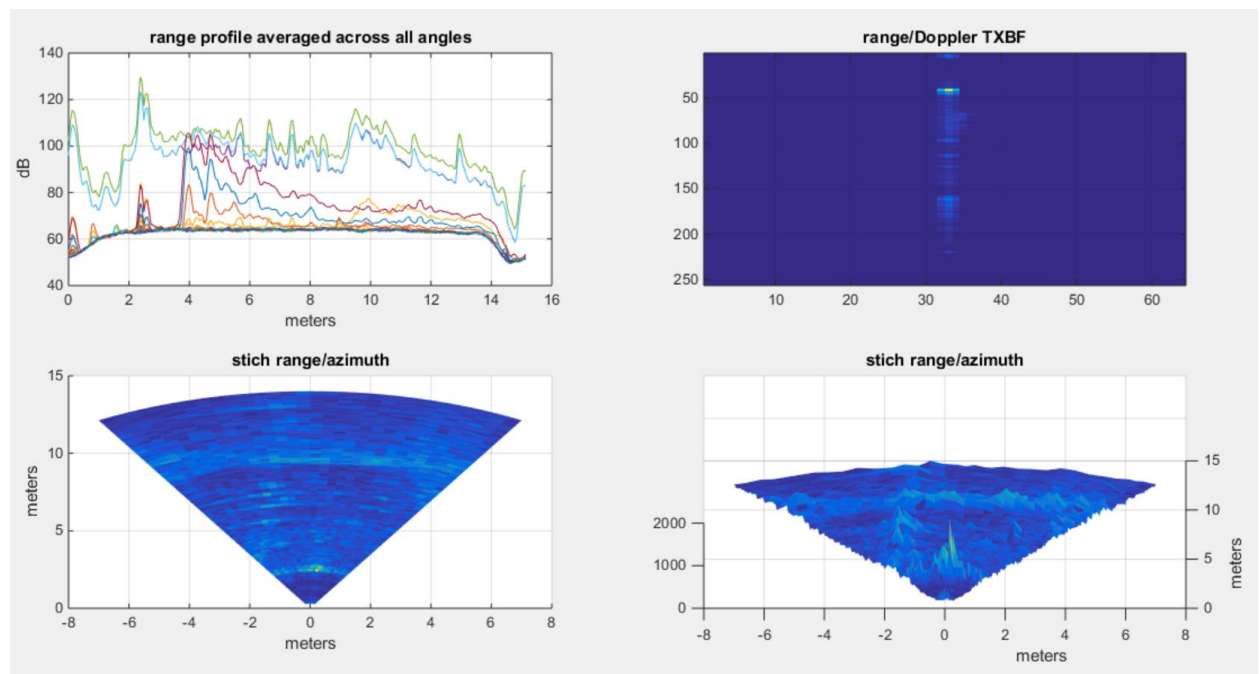 range profile averaged across all angles
140
120
100
80
60
40
dB
0 2 4 6 8 10 12 14 16
meters
range/Doppler TXBF
50
100
150
200
250
10 20 30 40 50 60
stich range/azimuth
15
10
5
0
meters
-8 -6 -4 -2 0 2 4 6 8
meters
stich range/azimuth
2000
1000
0
15
10
5
0
meters
-8 -6 -4 -2 0 2 4 6 8
meters